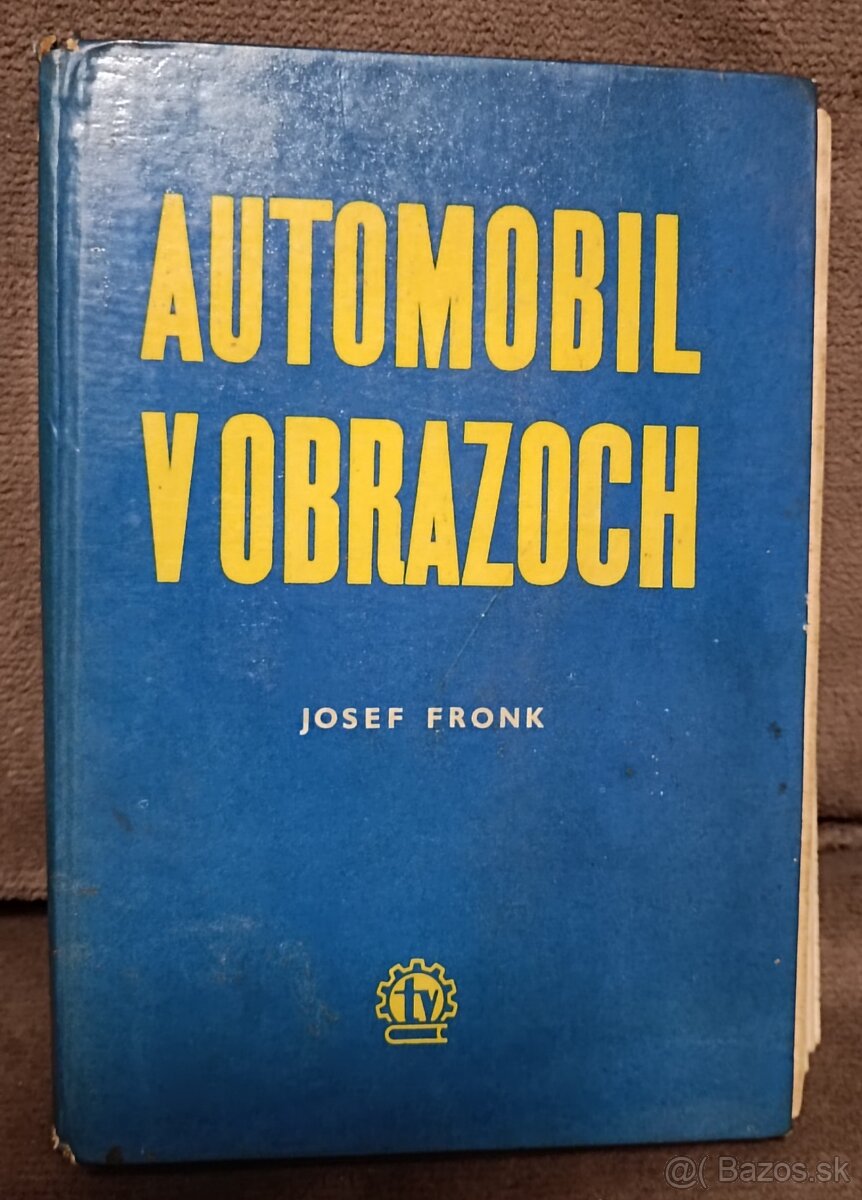 AUTOMOBIL
V OBRAZOCH
JOSEF FRONK
tv
@( Bazos.sk